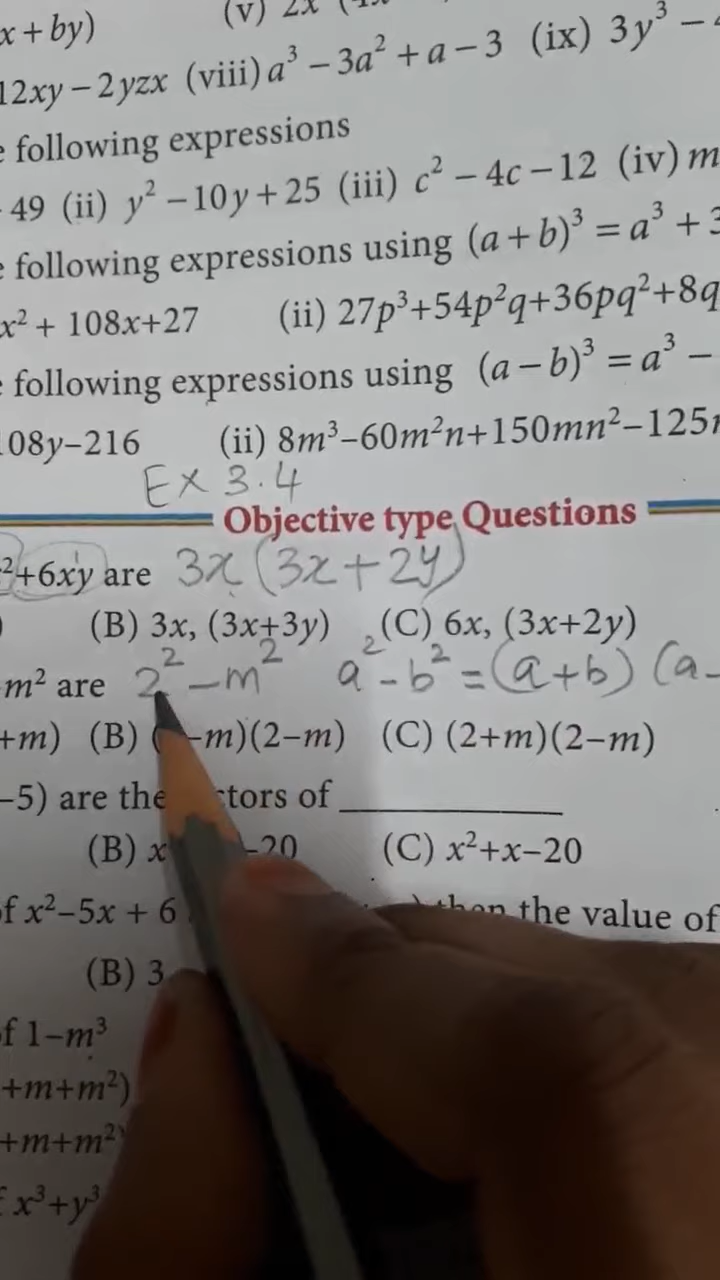 x + by) (v) 2x
12xy – 2yzx (viii) a³ – 3a² + a – 3 (ix) 3y³ –
following expressions
49 (ii) y² – 10y + 25 (iii) c² – 4c – 12 (iv) m
following expressions using (a + b)³ = a³ + 3
x² + 108x+27 (ii) 27p³+54p²q+36pq²+8q
following expressions using (a – b)³ = a³ –
08y–216 (ii) 8m³–60m²n+150mn²–125
EX 3.4
Objective type Questions
²+6xy are 3x(3x+2y)
(B) 3x, (3x+3y) (C) 6x, (3x+2y)
m² are 2² – m² a² – b² = (a+b) (a –
+m) (B) ( –m)(2–m) (C) (2+m)(2–m)
–5) are the ctors of
(B) x –20 (C) x²+x–20
f x²–5x + 6 then the value of
(B) 3
f 1–m³
+m+m²)
+m+m²
x³+y³